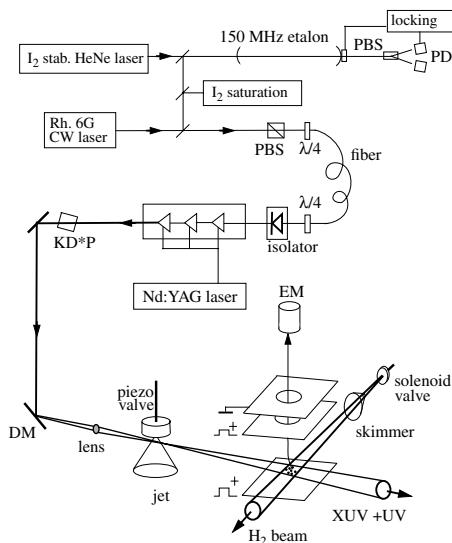 locking
150 MHz etalon
PBS
PD
I₂ stab. HeNe laser
I₂ saturation
Rh. 6G
CW laser
PBS
λ/4
fiber
λ/4
isolator
KD*P
Nd:YAG laser
EM
solenoid
valve
skimmer
piezo
valve
+
DM
lens
jet
+
XUV +UV
H₂ beam